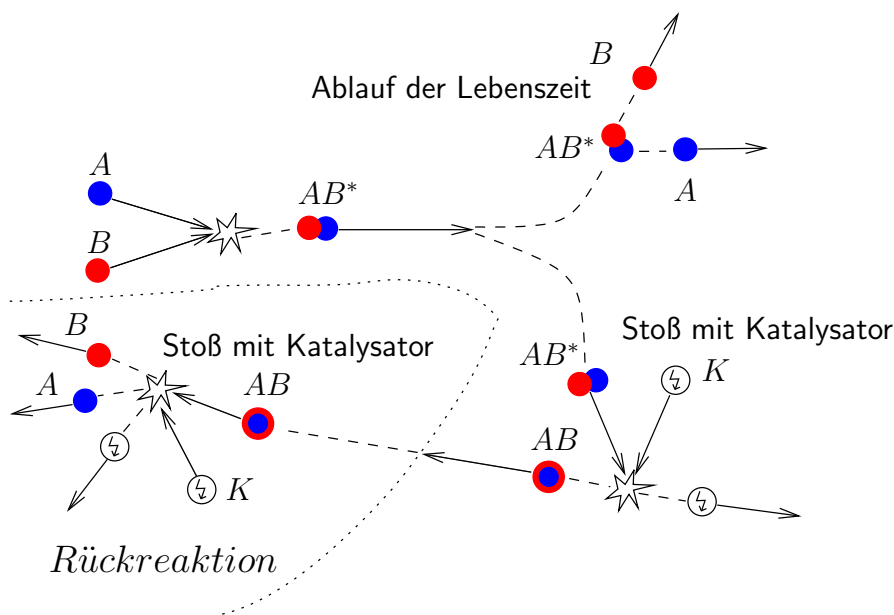 B
Ablauf der Lebenszeit
AB*
A
A
AB*
B
B
Stoß mit Katalysator
Stoß mit Katalysator
AB*
K
A
AB
AB
K
Rückreaktion